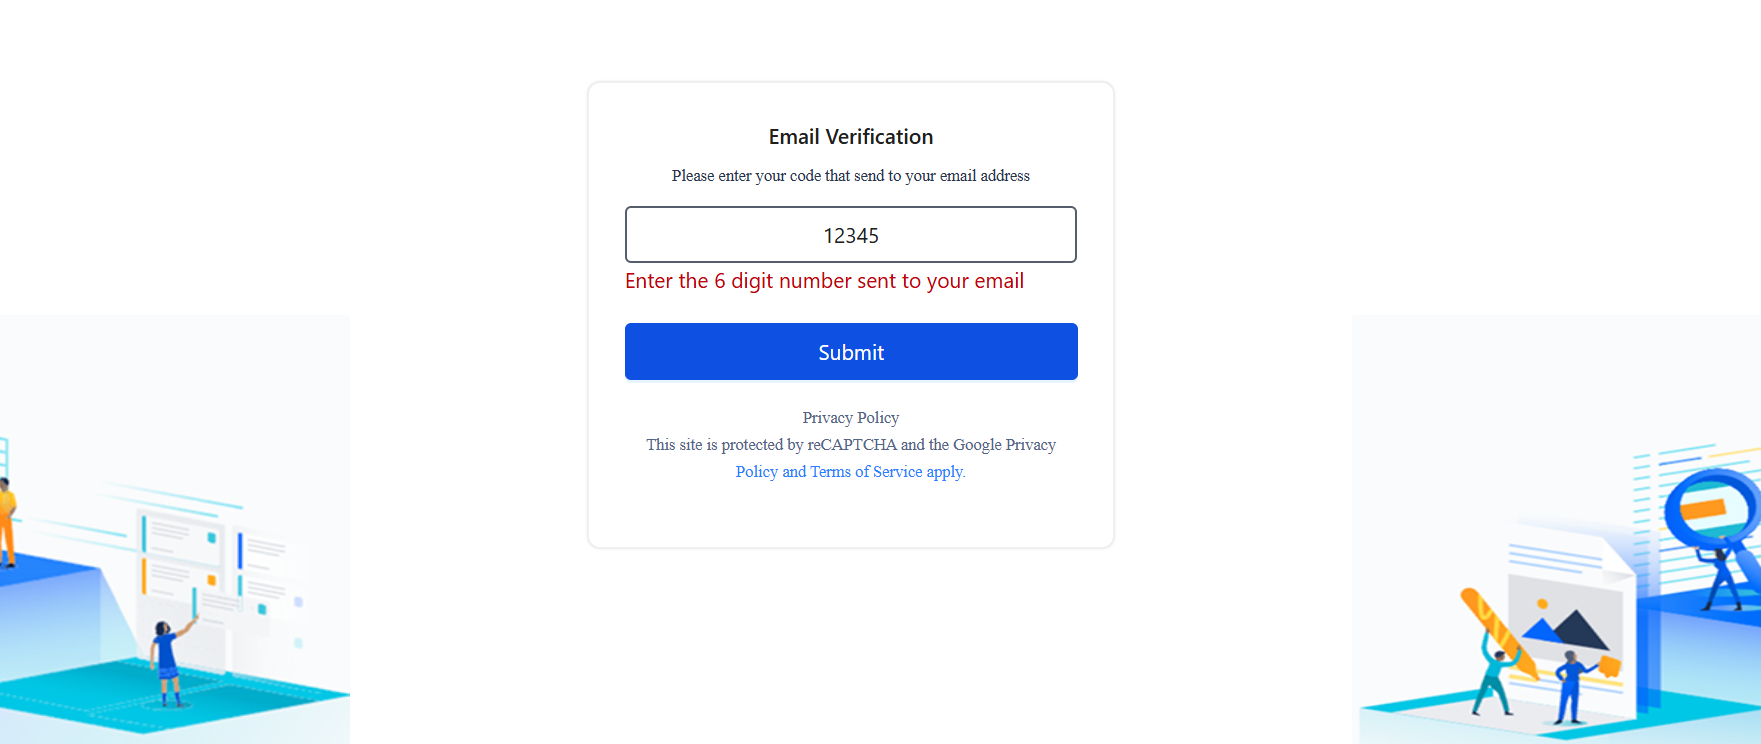 Email Verification
Please enter your code that send to your email address
12345
Enter the 6 digit number sent to your email
Submit
Privacy Policy
This site is protected by reCAPTCHA and the Google Privacy
Policy and Terms of Service apply.